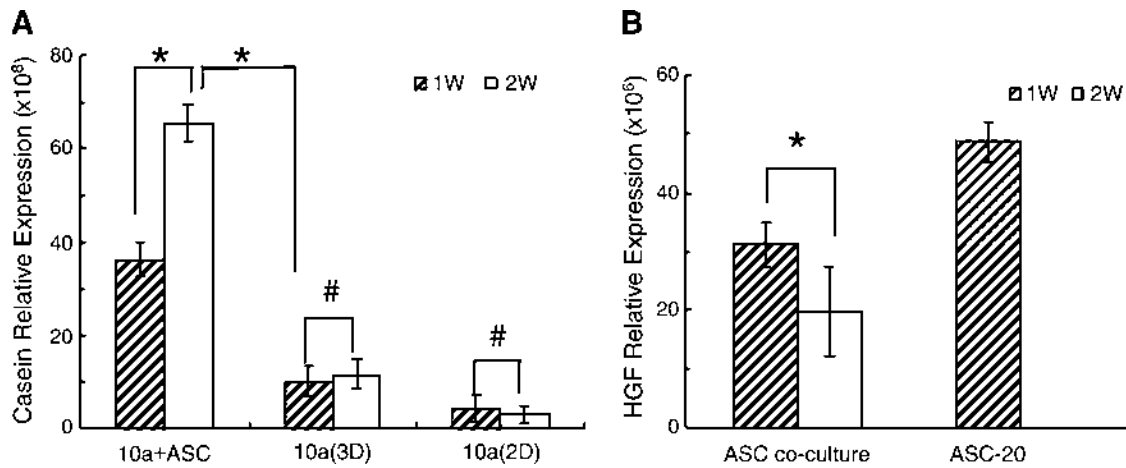 A
Casein Relative Expression (x10⁸)
80
60
40
20
0
* *
1W 2W
#
#
10a+ASC 10a(3D) 10a(2D)
B
HGF Relative Expression (x10⁶)
60
40
20
0
1W 2W
*
ASC co-culture ASC-20